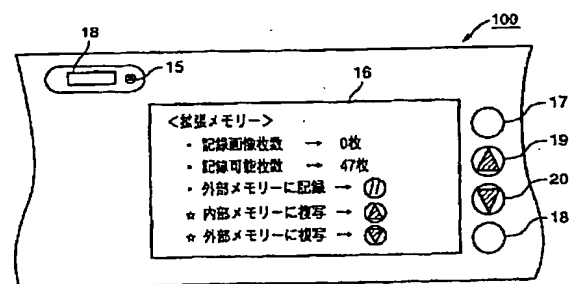 100
18
15
16
17
19
20
18
<拡張メモリー>
・記録画像枚数 → 0枚
・記録可能枚数 → 47枚
・外部メモリーに記録 →
☆ 内部メモリーに複写 →
☆ 外部メモリーに複写 →